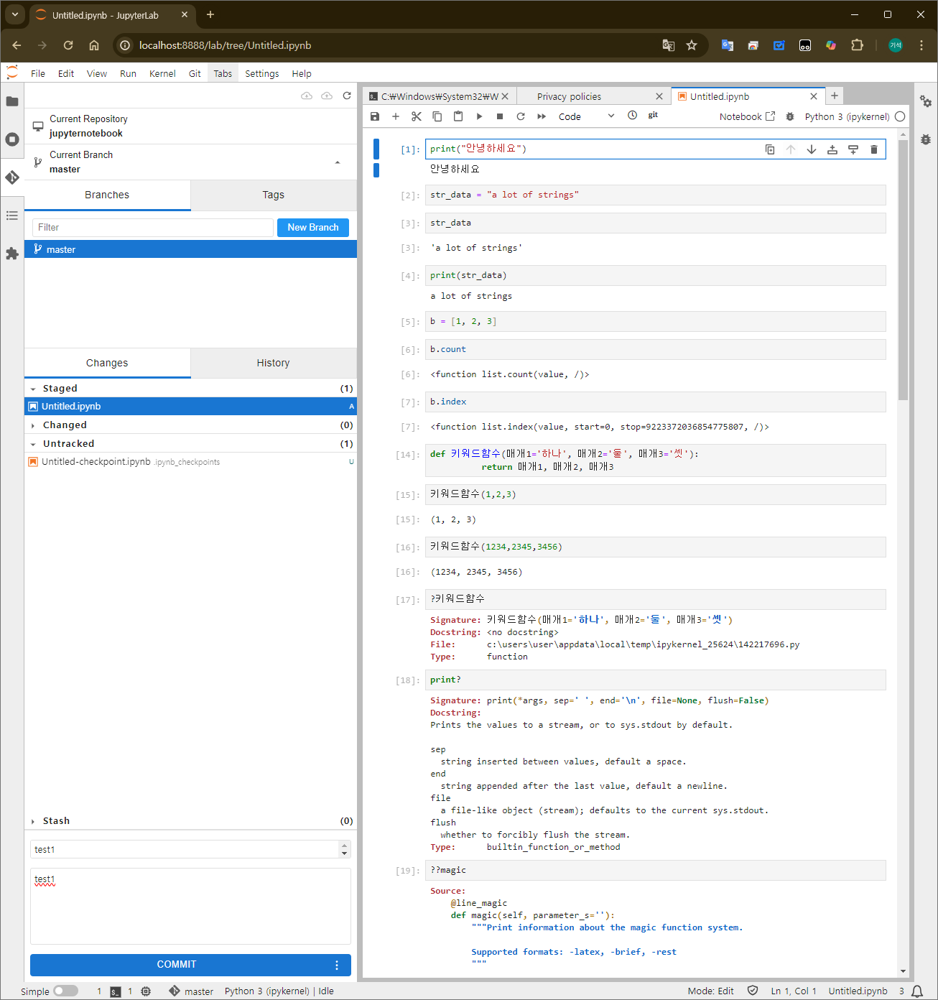 Untitled.ipynb - JupyterLab
localhost:8888/lab/tree/Untitled.ipynb
기석
File Edit View Run Kernel Git Tabs Settings Help
Current Repository
jupyternotebook
Current Branch
master
Branches Tags
Filter New Branch
master
Changes History
Staged (1)
Untitled.ipynb A
Changed (0)
Untracked (1)
Untitled-checkpoint.ipynb .ipynb_checkpoints U
Stash (0)
test1
test1
COMMIT
C:₩Windows₩System32₩W Privacy policies Untitled.ipynb
Code git Notebook Python 3 (ipykernel)
[1]: print("안녕하세요")
안녕하세요
[2]: str_data = "a lot of strings"
[3]: str_data
[3]: 'a lot of strings'
[4]: print(str_data)
a lot of strings
[5]: b = [1, 2, 3]
[6]: b.count
[6]: <function list.count(value, /)>
[7]: b.index
[7]: <function list.index(value, start=0, stop=9223372036854775807, /)>
[14]: def 키워드함수(매개1='하나', 매개2='둘', 매개3='셋'):
return 매개1, 매개2, 매개3
[15]: 키워드함수(1,2,3)
[15]: (1, 2, 3)
[16]: 키워드함수(1234,2345,3456)
[16]: (1234, 2345, 3456)
[17]: ?키워드함수
Signature: 키워드함수(매개1='하나', 매개2='둘', 매개3='셋')
Docstring: <no docstring>
File: c:\users\user\appdata\local\temp\ipykernel_25624\142217696.py
Type: function
[18]: print?
Signature: print(*args, sep=' ', end='\n', file=None, flush=False)
Docstring:
Prints the values to a stream, or to sys.stdout by default.
sep
string inserted between values, default a space.
end
string appended after the last value, default a newline.
file
a file-like object (stream); defaults to the current sys.stdout.
flush
whether to forcibly flush the stream.
Type: builtin_function_or_method
[19]: ??magic
Source:
@line_magic
def magic(self, parameter_s=''):
"""Print information about the magic function system.
Supported formats: -latex, -brief, -rest
"""
Simple 1 1 master Python 3 (ipykernel) | Idle Mode: Edit Ln 1, Col 1 Untitled.ipynb 3